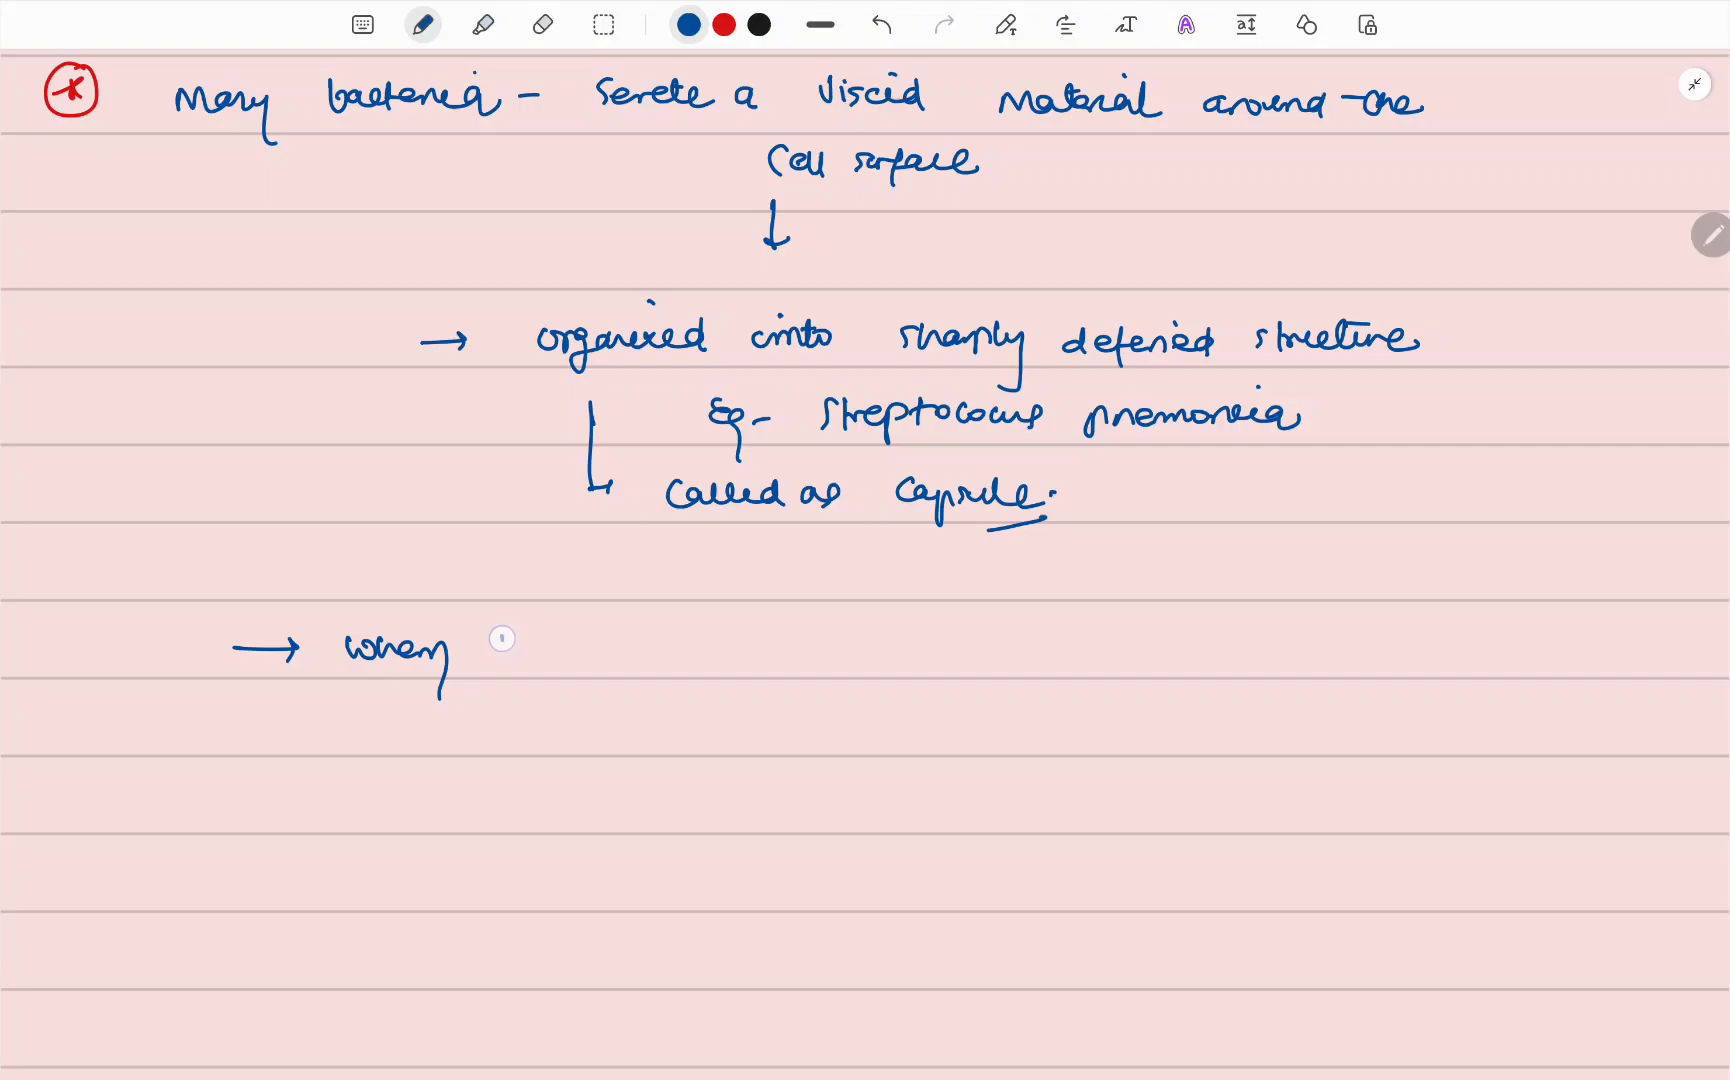 Many bacteria - Secrete a Viscid Material around the
Cell surface
↓
→ organized into sharply defined structure
Eg - Streptococcus pnemonia
Called as Capsule.
→ when